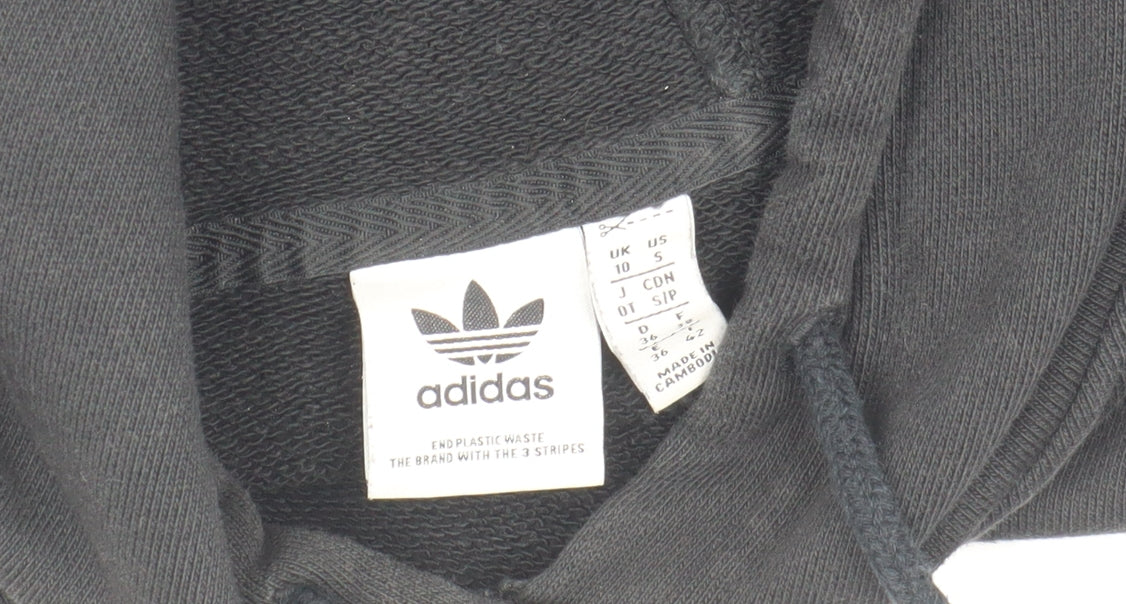 adidas
END PLASTIC WASTE
THE BRAND WITH THE 3 STRIPES
UK US
10 S
J CDN
OT S/P
D F
34 36
E I
36 42
MADE IN